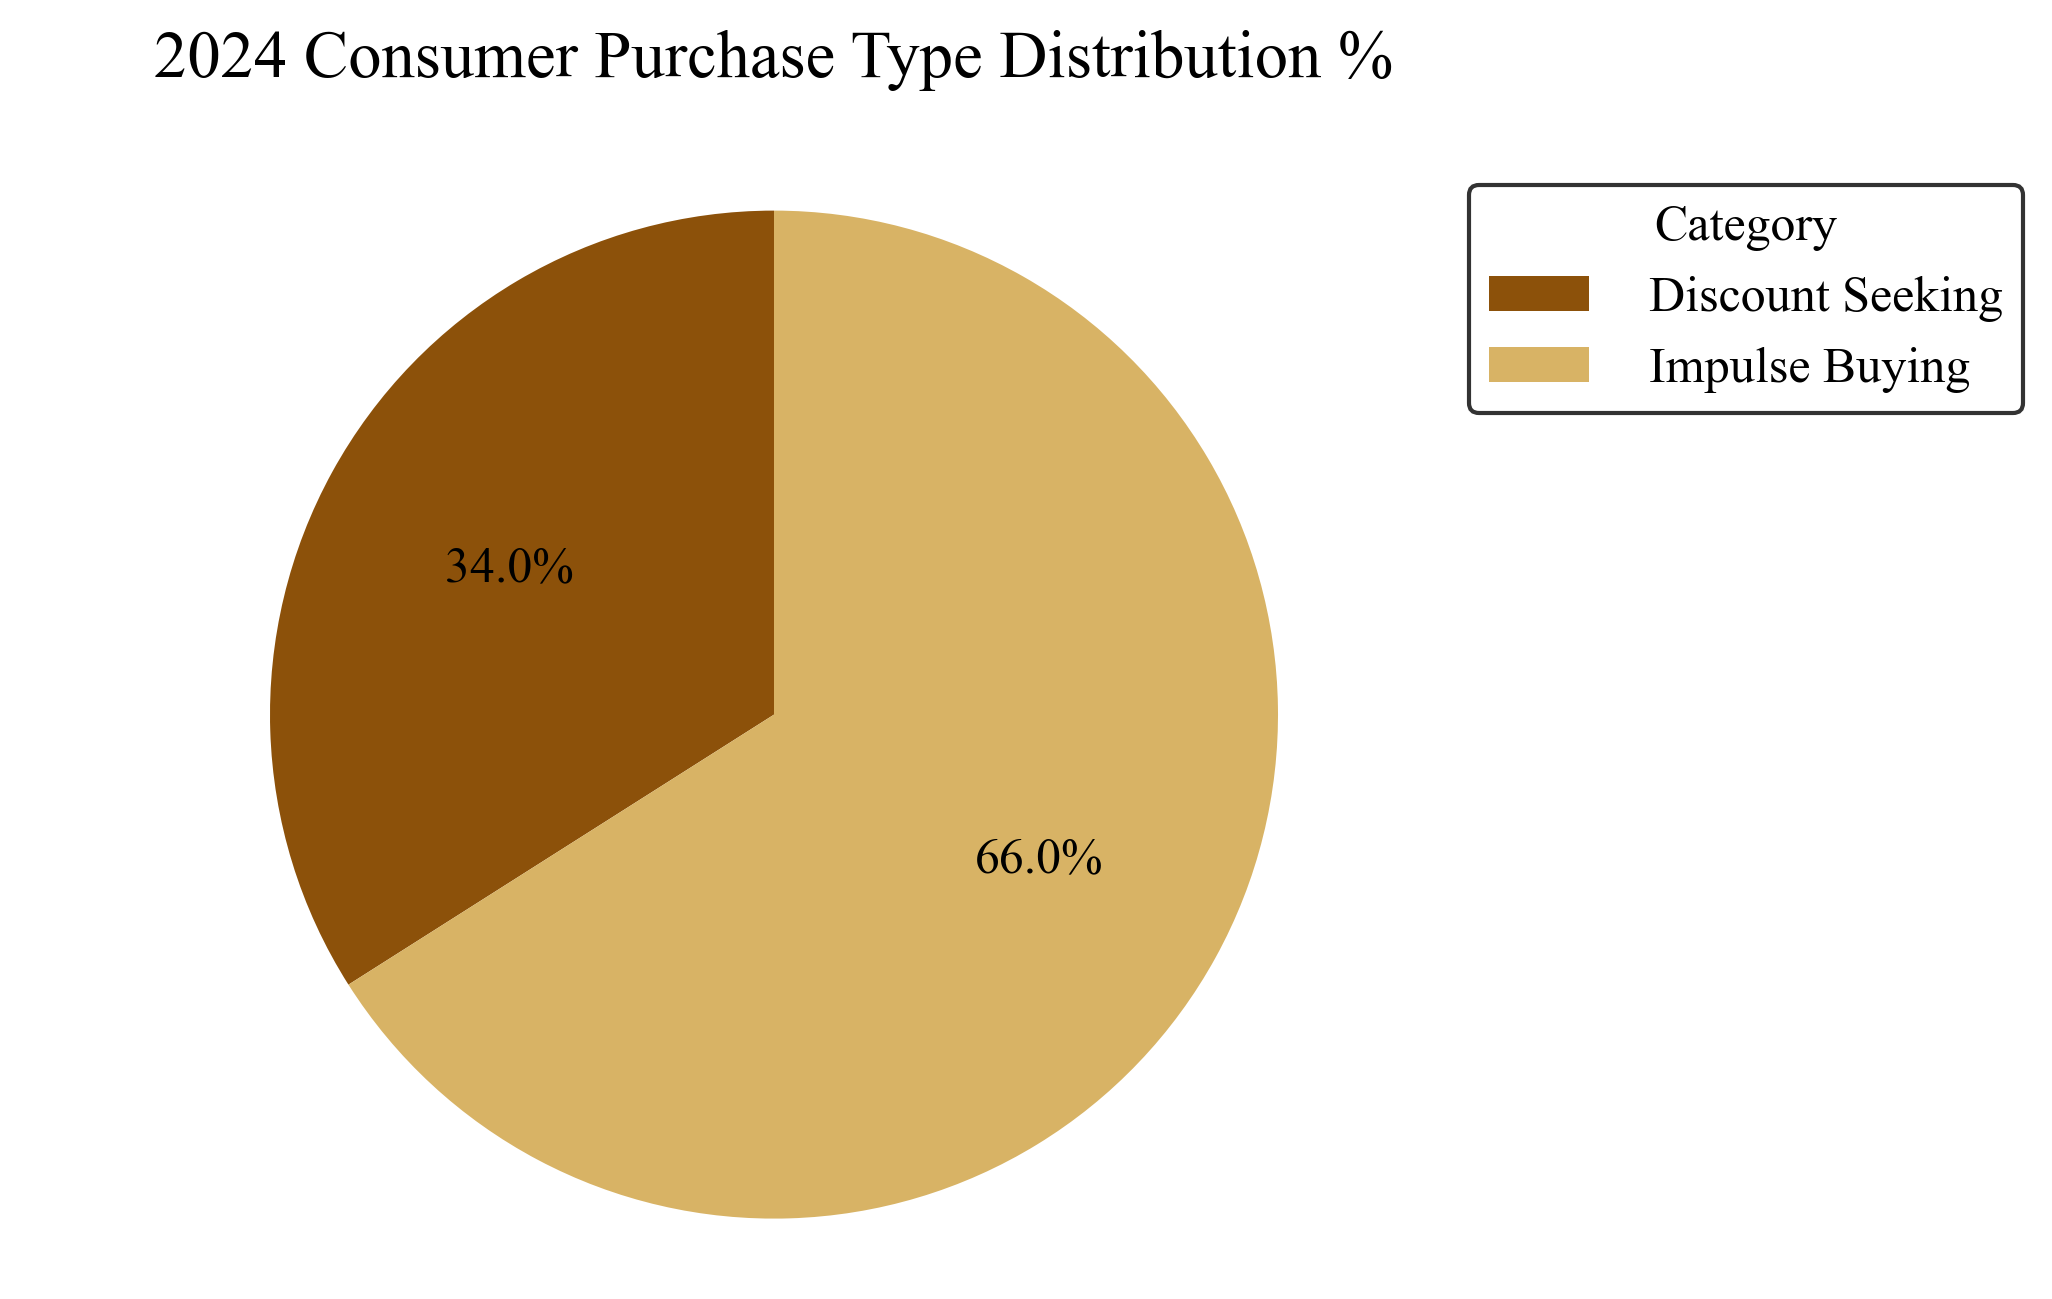 2024 Consumer Purchase Type Distribution %
Category
Discount Seeking
Impulse Buying
34.0%
66.0%